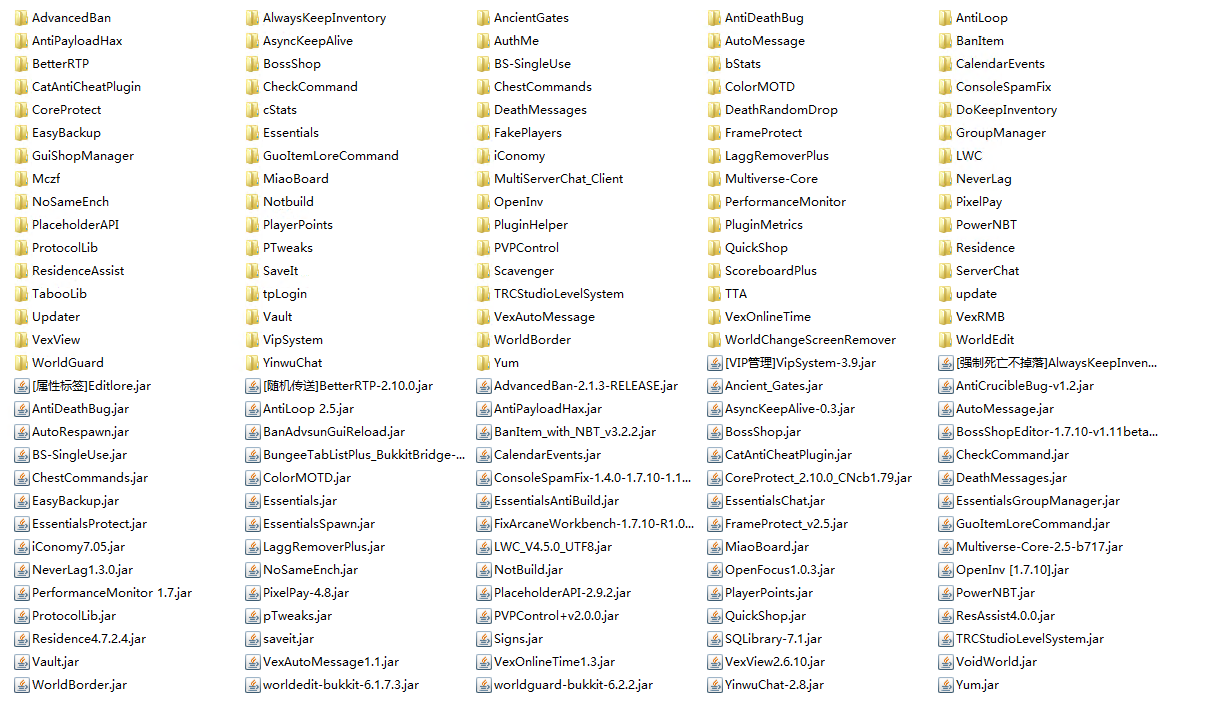 AdvancedBan AlwaysKeepInventory AncientGates AntiDeathBug AntiLoop
AntiPayloadHax AsyncKeepAlive AuthMe AutoMessage BanItem
BetterRTP BossShop BS-SingleUse bStats CalendarEvents
CatAntiCheatPlugin CheckCommand ChestCommands ColorMOTD ConsoleSpamFix
CoreProtect cStats DeathMessages DeathRandomDrop DoKeepInventory
EasyBackup Essentials FakePlayers FrameProtect GroupManager
GuiShopManager GuoItemLoreCommand iConomy LaggRemoverPlus LWC
Mczf MiaoBoard MultiServerChat_Client Multiverse-Core NeverLag
NoSameEnch Notbuild OpenInv PerformanceMonitor PixelPay
PlaceholderAPI PlayerPoints PluginHelper PluginMetrics PowerNBT
ProtocolLib PTweaks PVPControl QuickShop Residence
ResidenceAssist SaveIt Scavenger ScoreboardPlus ServerChat
TabooLib tpLogin TRCStudioLevelSystem TTA update
Updater Vault VexAutoMessage VexOnlineTime VexRMB
VexView VipSystem WorldBorder WorldChangeScreenRemover WorldEdit
WorldGuard YinwuChat Yum [VIP管理]VipSystem-3.9.jar [强制死亡不掉落]AlwaysKeepInven...
[属性标签]Editlore.jar [随机传送]BetterRTP-2.10.0.jar AdvancedBan-2.1.3-RELEASE.jar Ancient_Gates.jar AntiCrucibleBug-v1.2.jar
AntiDeathBug.jar AntiLoop 2.5.jar AntiPayloadHax.jar AsyncKeepAlive-0.3.jar AutoMessage.jar
AutoRespawn.jar BanAdvsunGuiReload.jar BanItem_with_NBT_v3.2.2.jar BossShop.jar BossShopEditor-1.7.10-v1.11beta...
BS-SingleUse.jar BungeeTabListPlus_BukkitBridge-... CalendarEvents.jar CatAntiCheatPlugin.jar CheckCommand.jar
ChestCommands.jar ColorMOTD.jar ConsoleSpamFix-1.4.0-1.7.10-1.1... CoreProtect_2.10.0_CNcb1.79.jar DeathMessages.jar
EasyBackup.jar Essentials.jar EssentialsAntiBuild.jar EssentialsChat.jar EssentialsGroupManager.jar
EssentialsProtect.jar EssentialsSpawn.jar FixArcaneWorkbench-1.7.10-R1.0... FrameProtect_v2.5.jar GuoItemLoreCommand.jar
iConomy7.05.jar LaggRemoverPlus.jar LWC_V4.5.0_UTF8.jar MiaoBoard.jar Multiverse-Core-2.5-b717.jar
NeverLag1.3.0.jar NoSameEnch.jar NotBuild.jar OpenFocus1.0.3.jar OpenInv [1.7.10].jar
PerformanceMonitor 1.7.jar PixelPay-4.8.jar PlaceholderAPI-2.9.2.jar PlayerPoints.jar PowerNBT.jar
ProtocolLib.jar pTweaks.jar PVPControl+v2.0.0.jar QuickShop.jar ResAssist4.0.0.jar
Residence4.7.2.4.jar saveit.jar Signs.jar SQLibrary-7.1.jar TRCStudioLevelSystem.jar
Vault.jar VexAutoMessage1.1.jar VexOnlineTime1.3.jar VexView2.6.10.jar VoidWorld.jar
WorldBorder.jar worldedit-bukkit-6.1.7.3.jar worldguard-bukkit-6.2.2.jar YinwuChat-2.8.jar Yum.jar